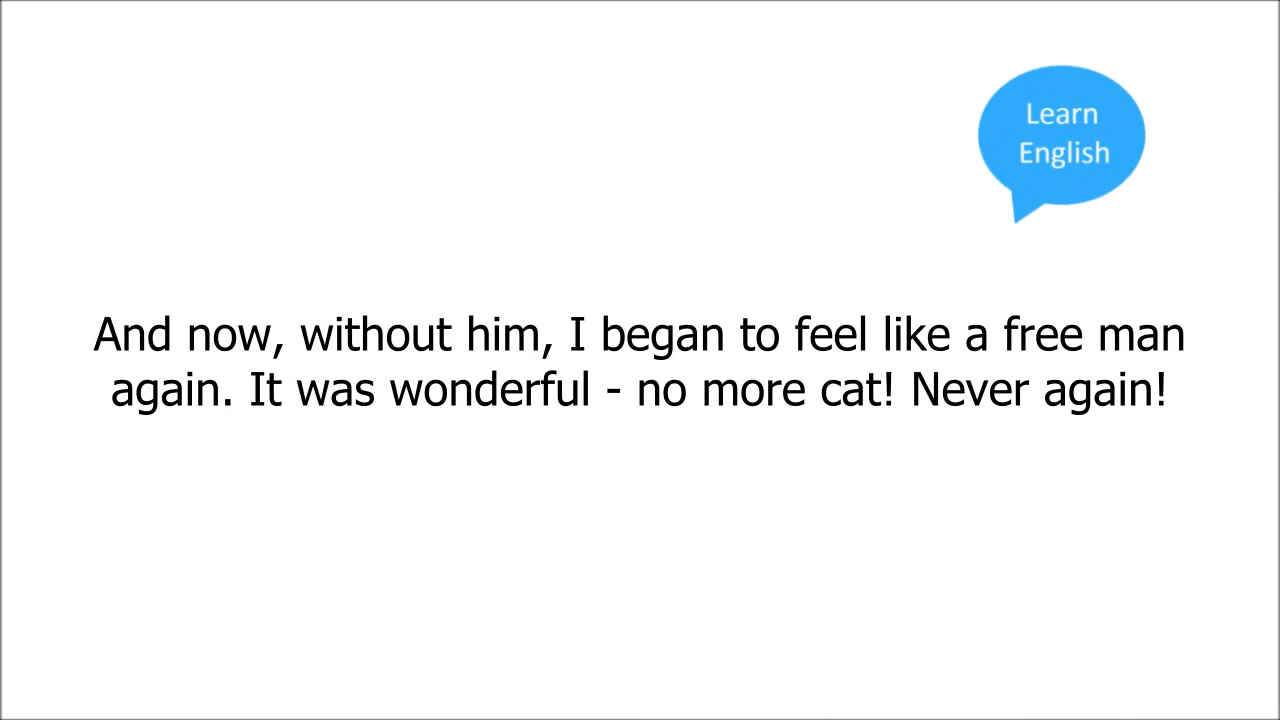 Learn
English
And now, without him, I began to feel like a free man
again. It was wonderful - no more cat! Never again!